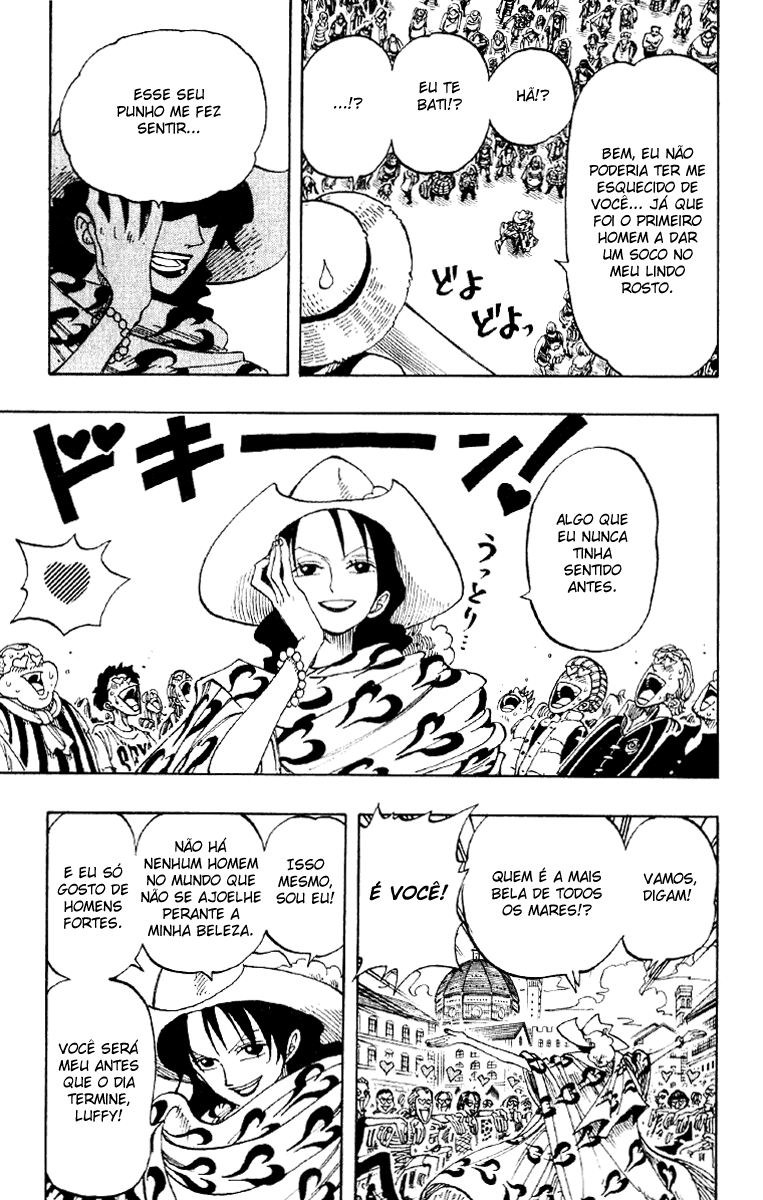 BEM, EU NÃO
PODERIA TER ME
ESQUECIDO DE
VOCÊ... JÁ QUE
FOI O PRIMEIRO
HOMEM A DAR
UM SOCO NO
MEU LINDO
ROSTO.
HÃ!?
EU TE
BATI!?
...!?
どよ
どよっ
ESSE SEU
PUNHO ME FEZ
SENTIR...
ALGO QUE
EU NUNCA
TINHA
SENTIDO
ANTES.
ドキーーン!
うっとり...
VAMOS,
DIGAM!
QUEM É A MAIS
BELA DE TODOS
OS MARES!?
É VOCÊ!
ISSO
MESMO,
SOU EU!
NÃO HÁ
NENHUM HOMEM
NO MUNDO QUE
NÃO SE AJOELHE
PERANTE A
MINHA BELEZA.
E EU SÓ
GOSTO DE
HOMENS
FORTES.
VOCÊ SERÁ
MEU ANTES
QUE O DIA
TERMINE,
LUFFY!